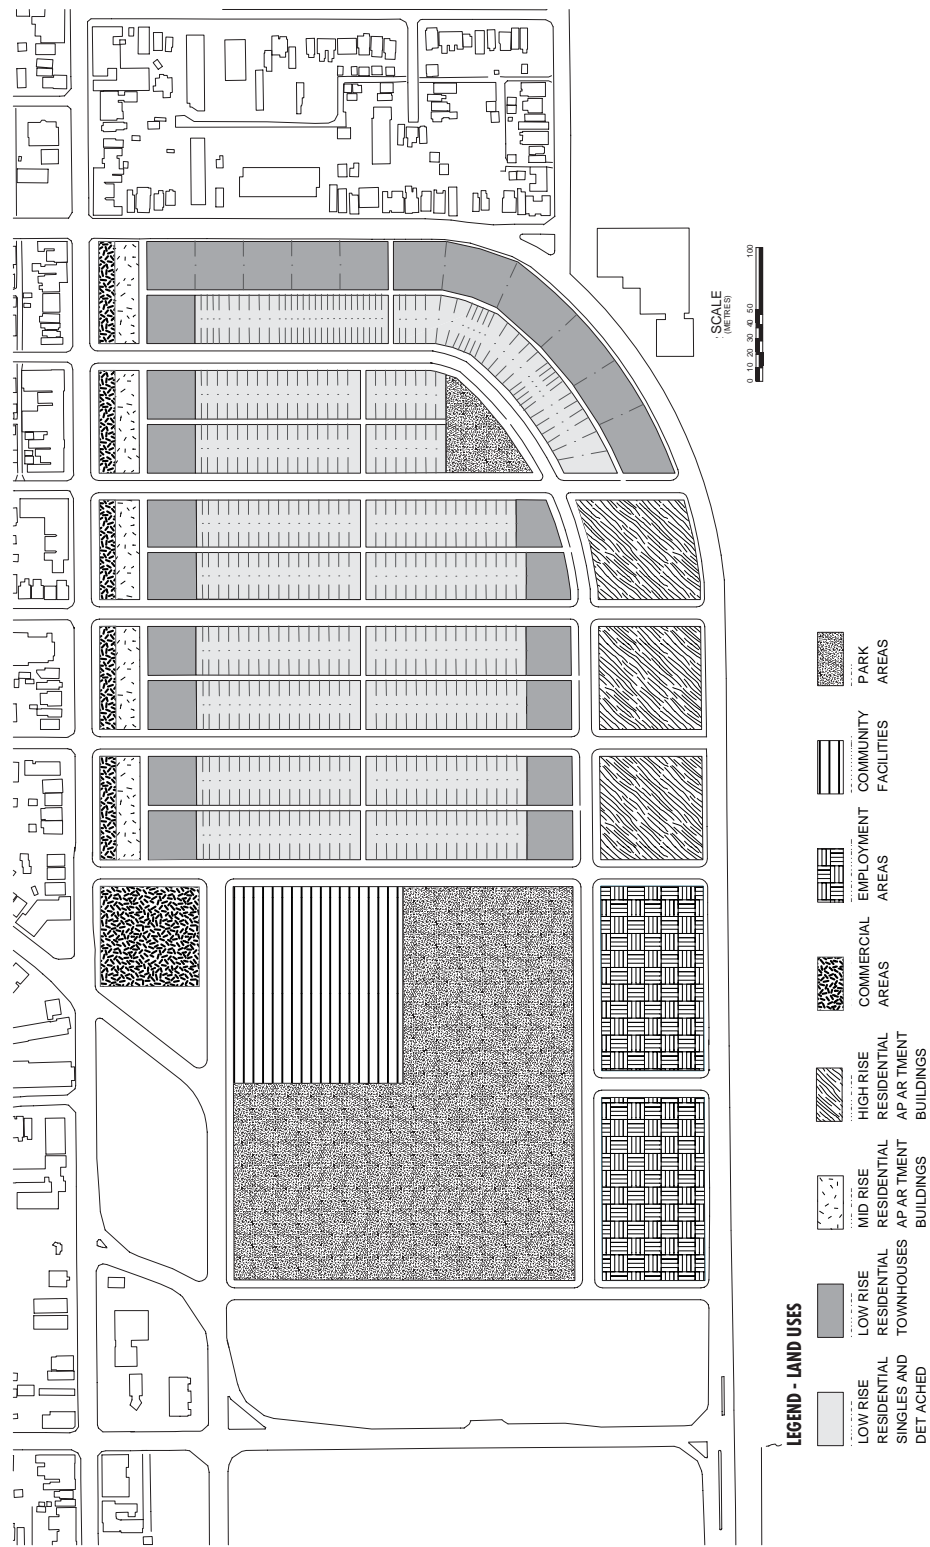 SCALE
(METRES)
0 10 20 30 40 50 100
LEGEND - LAND USES
LOW RISE
RESIDENTIAL
SINGLES AND
DET ACHED
LOW RISE
RESIDENTIAL
TOWNHOUSES
MID RISE
RESIDENTIAL
AP AR TMENT
BUILDINGS
HIGH RISE
RESIDENTIAL
AP AR TMENT
BUILDINGS
COMMERCIAL
AREAS
EMPLOYMENT
AREAS
COMMUNITY
FACILITIES
PARK
AREAS